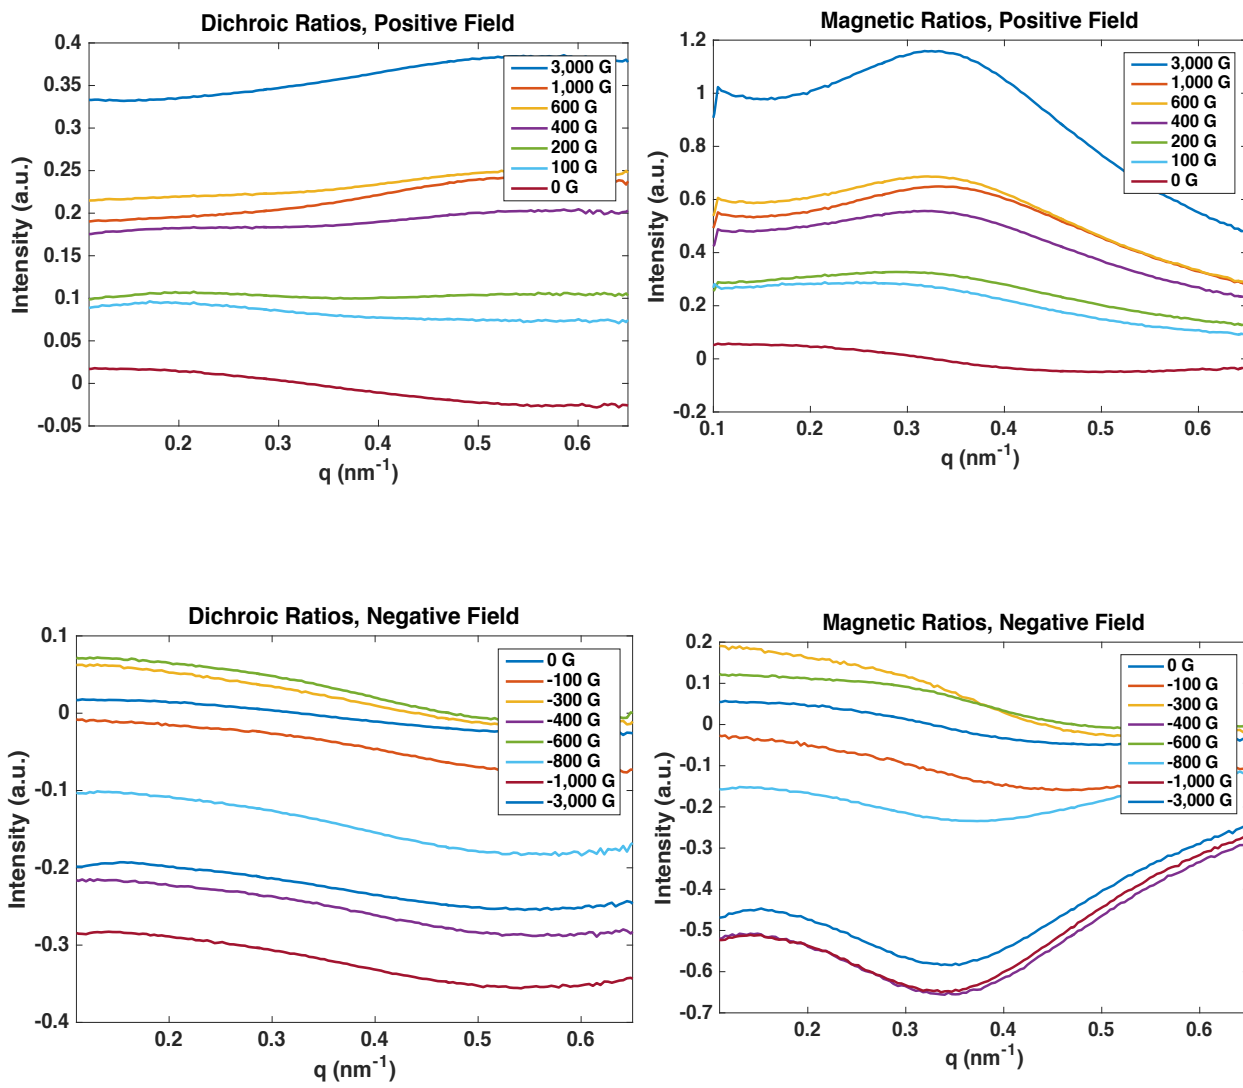 Dichroic Ratios, Positive Field
0.4
0.35
0.3
0.25
0.2
0.15
0.1
0.05
0
-0.05
Intensity (a.u.)
3,000 G
1,000 G
600 G
400 G
200 G
100 G
0 G
0.2 0.3 0.4 0.5 0.6
q (nm-1)
Magnetic Ratios, Positive Field
1.2
1
0.8
0.6
0.4
0.2
0
-0.2
Intensity (a.u.)
3,000 G
1,000 G
600 G
400 G
200 G
100 G
0 G
0.1 0.2 0.3 0.4 0.5 0.6
q (nm-1)
Dichroic Ratios, Negative Field
0.1
0
-0.1
-0.2
-0.3
-0.4
Intensity (a.u.)
0 G
-100 G
-300 G
-400 G
-600 G
-800 G
-1,000 G
-3,000 G
0.2 0.3 0.4 0.5 0.6
q (nm-1)
Magnetic Ratios, Negative Field
0.2
0.1
0
-0.1
-0.2
-0.3
-0.4
-0.5
-0.6
-0.7
Intensity (a.u.)
0 G
-100 G
-300 G
-400 G
-600 G
-800 G
-1,000 G
-3,000 G
0.2 0.3 0.4 0.5 0.6
q (nm-1)